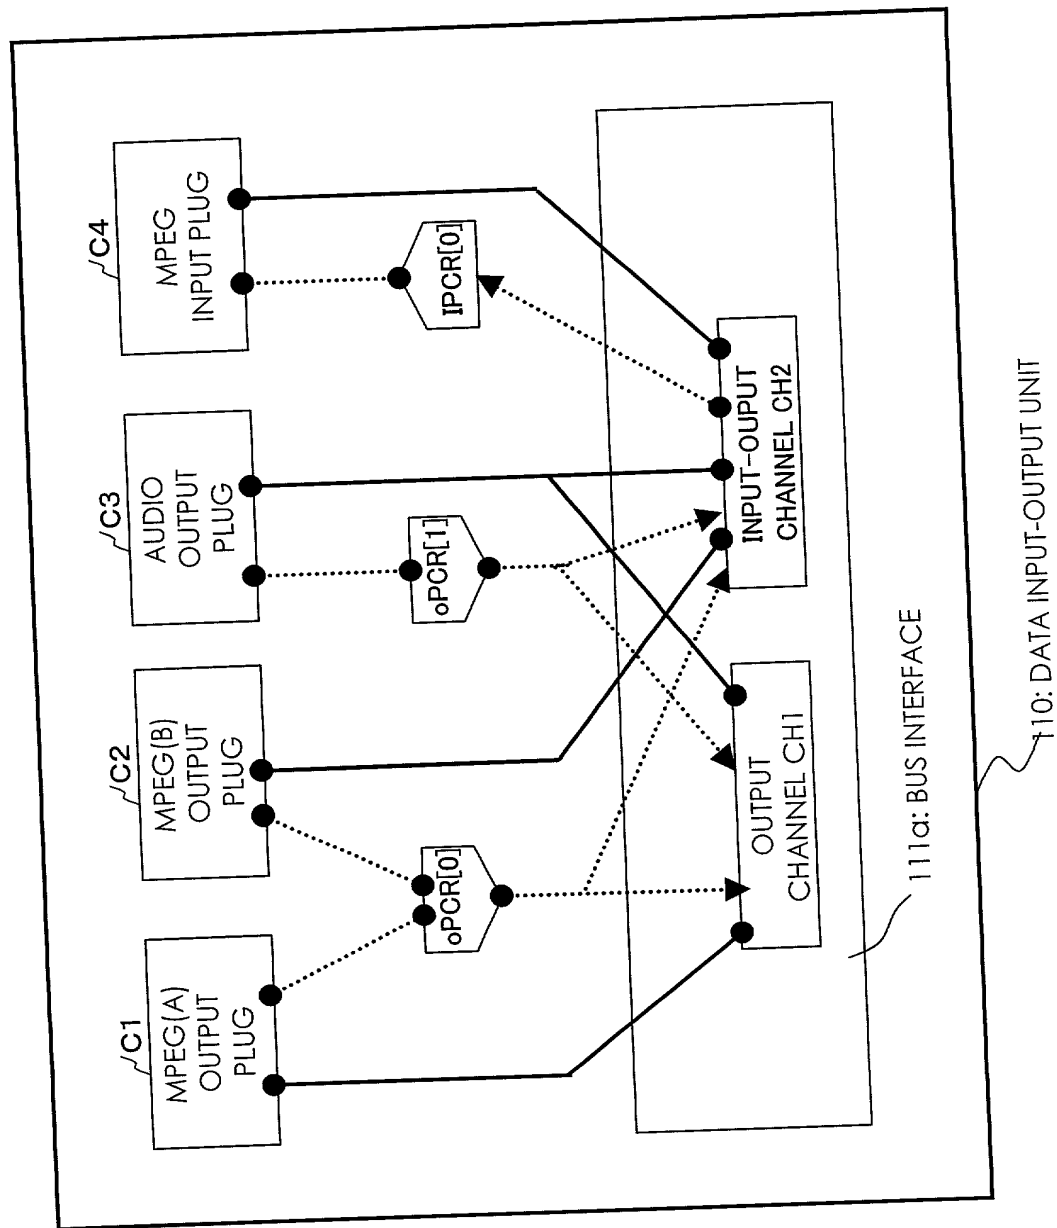 C1
MPEG(A)
OUTPUT
PLUG
C2
MPEG(B)
OUTPUT
PLUG
C3
AUDIO
OUTPUT
PLUG
C4
MPEG
INPUT PLUG
oPCR[0]
oPCR[1]
IPCR[0]
OUTPUT
CHANNEL CH1
INPUT-OUPUT
CHANNEL CH2
111a: BUS INTERFACE
110: DATA INPUT-OUTPUT UNIT